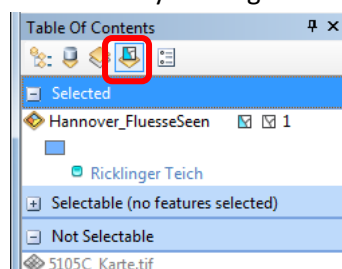 Table Of Contents
Selected
Hannover_FluesseSeen 1
Ricklinger Teich
Selectable (no features selected)
Not Selectable
5105C_Karte.tif